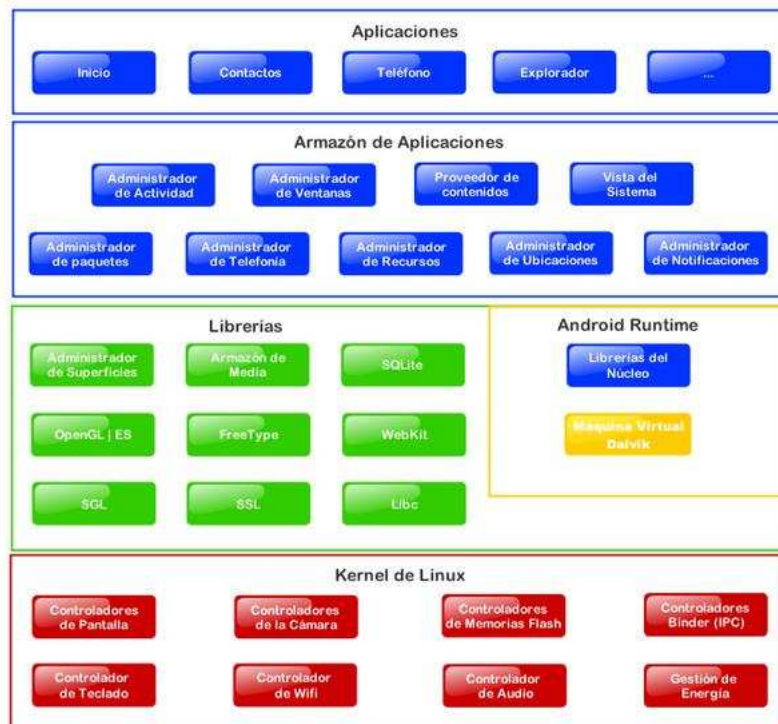 Aplicaciones
Inicio
Contactos
Teléfono
Explorador
...
Armazón de Aplicaciones
Administrador
de Actividad
Administrador
de Ventanas
Proveedor de
contenidos
Vista del
Sistema
Administrador
de paquetes
Administrador
de Telefonía
Administrador
de Recursos
Administrador
de Ubicaciones
Administrador
de Notificaciones
Librerías
Administrador
de Superficies
Armazón de
Media
SQLite
OpenGL | ES
FreeType
WebKit
SGL
SSL
Libc
Android Runtime
Librerías del
Núcleo
Máquina Virtual
Dalvik
Kernel de Linux
Controladores
de Pantalla
Controladores
de la Cámara
Controladores
de Memorias Flash
Controladores
Binder (IPC)
Controlador
de Teclado
Controlador
de Wifi
Controlador
de Audio
Gestión de
Energía